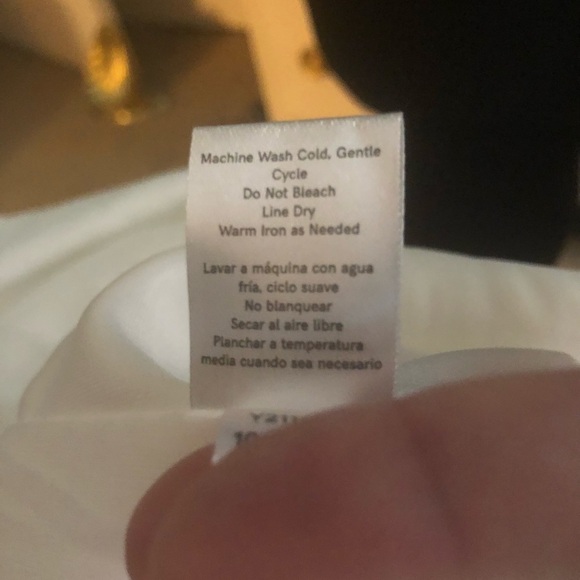 Machine Wash Cold. Gentle
Cycle
Do Not Bleach
Line Dry
Warm Iron as Needed
Lavar a máquina con agua
fría, ciclo suave
No blanquear
Secar al aire libre
Planchar a temperatura
media cuando sea necesario